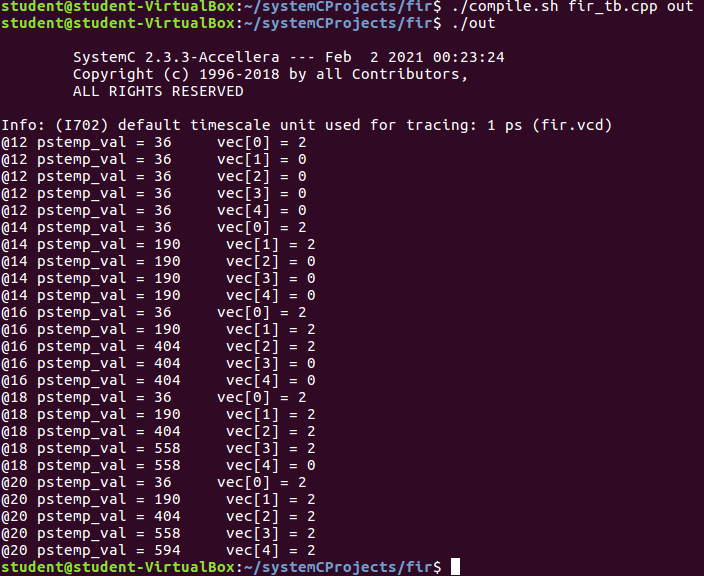 student@student-VirtualBox:~/systemCProjects/fir$ ./compile.sh fir_tb.cpp out
student@student-VirtualBox:~/systemCProjects/fir$ ./out
SystemC 2.3.3-Accellera --- Feb  2 2021 00:23:24
Copyright (c) 1996-2018 by all Contributors,
ALL RIGHTS RESERVED
Info: (I702) default timescale unit used for tracing: 1 ps (fir.vcd)
@12 pstemp_val = 36     vec[0] = 2
@12 pstemp_val = 36     vec[1] = 0
@12 pstemp_val = 36     vec[2] = 0
@12 pstemp_val = 36     vec[3] = 0
@12 pstemp_val = 36     vec[4] = 0
@14 pstemp_val = 36     vec[0] = 2
@14 pstemp_val = 190     vec[1] = 2
@14 pstemp_val = 190     vec[2] = 0
@14 pstemp_val = 190     vec[3] = 0
@14 pstemp_val = 190     vec[4] = 0
@16 pstemp_val = 36     vec[0] = 2
@16 pstemp_val = 190     vec[1] = 2
@16 pstemp_val = 404     vec[2] = 2
@16 pstemp_val = 404     vec[3] = 0
@16 pstemp_val = 404     vec[4] = 0
@18 pstemp_val = 36     vec[0] = 2
@18 pstemp_val = 190     vec[1] = 2
@18 pstemp_val = 404     vec[2] = 2
@18 pstemp_val = 558     vec[3] = 2
@18 pstemp_val = 558     vec[4] = 0
@20 pstemp_val = 36     vec[0] = 2
@20 pstemp_val = 190     vec[1] = 2
@20 pstemp_val = 404     vec[2] = 2
@20 pstemp_val = 558     vec[3] = 2
@20 pstemp_val = 594     vec[4] = 2
student@student-VirtualBox:~/systemCProjects/fir$